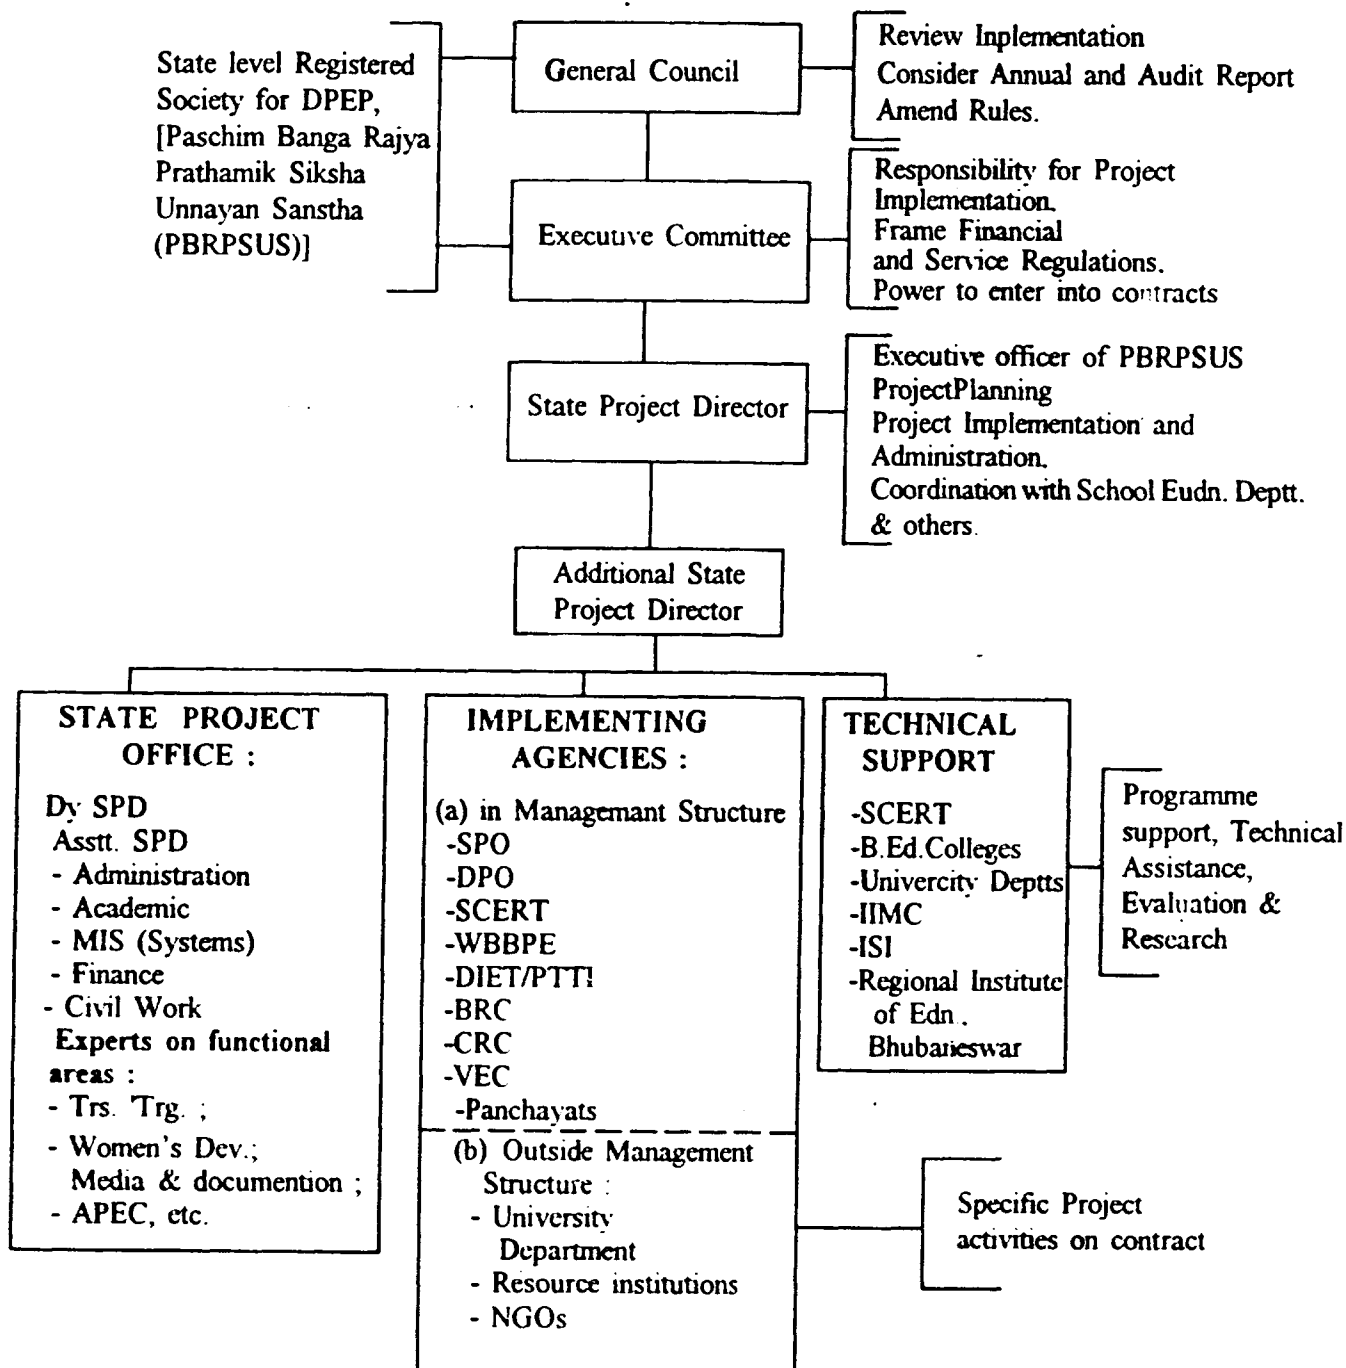 State level Registered
Society for DPEP,
[Paschim Banga Rajya
Prathamik Siksha
Unnayan Sanstha
(PBRPSUS)]
General Council
Review Inplementation
Consider Annual and Audit Report
Amend Rules.
Executive Committee
Responsibility for Project
Implementation.
Frame Financial
and Service Regulations.
Power to enter into contracts
State Project Director
Executive officer of PBRPSUS
ProjectPlanning
Project Implementation and
Administration.
Coordination with School Eudn. Deptt.
& others.
Additional State
Project Director
STATE PROJECT
OFFICE :
Dy SPD
Asstt. SPD
- Administration
- Academic
- MIS (Systems)
- Finance
- Civil Work
Experts on functional
areas :
- Trs. Trg. ;
- Women's Dev.;
Media & documention ;
- APEC, etc.
IMPLEMENTING
AGENCIES :
(a) in Managemant Structure
-SPO
-DPO
-SCERT
-WBBPE
-DIET/PTTI
-BRC
-CRC
-VEC
-Panchayats
(b) Outside Management
Structure :
- University
Department
- Resource institutions
- NGOs
TECHNICAL
SUPPORT
-SCERT
-B.Ed.Colleges
-Univercity Deptts
-IIMC
-ISI
-Regional Institute
of Edn.
Bhubaneswar
Programme
support, Technical
Assistance,
Evaluation &
Research
Specific Project
activities on contract